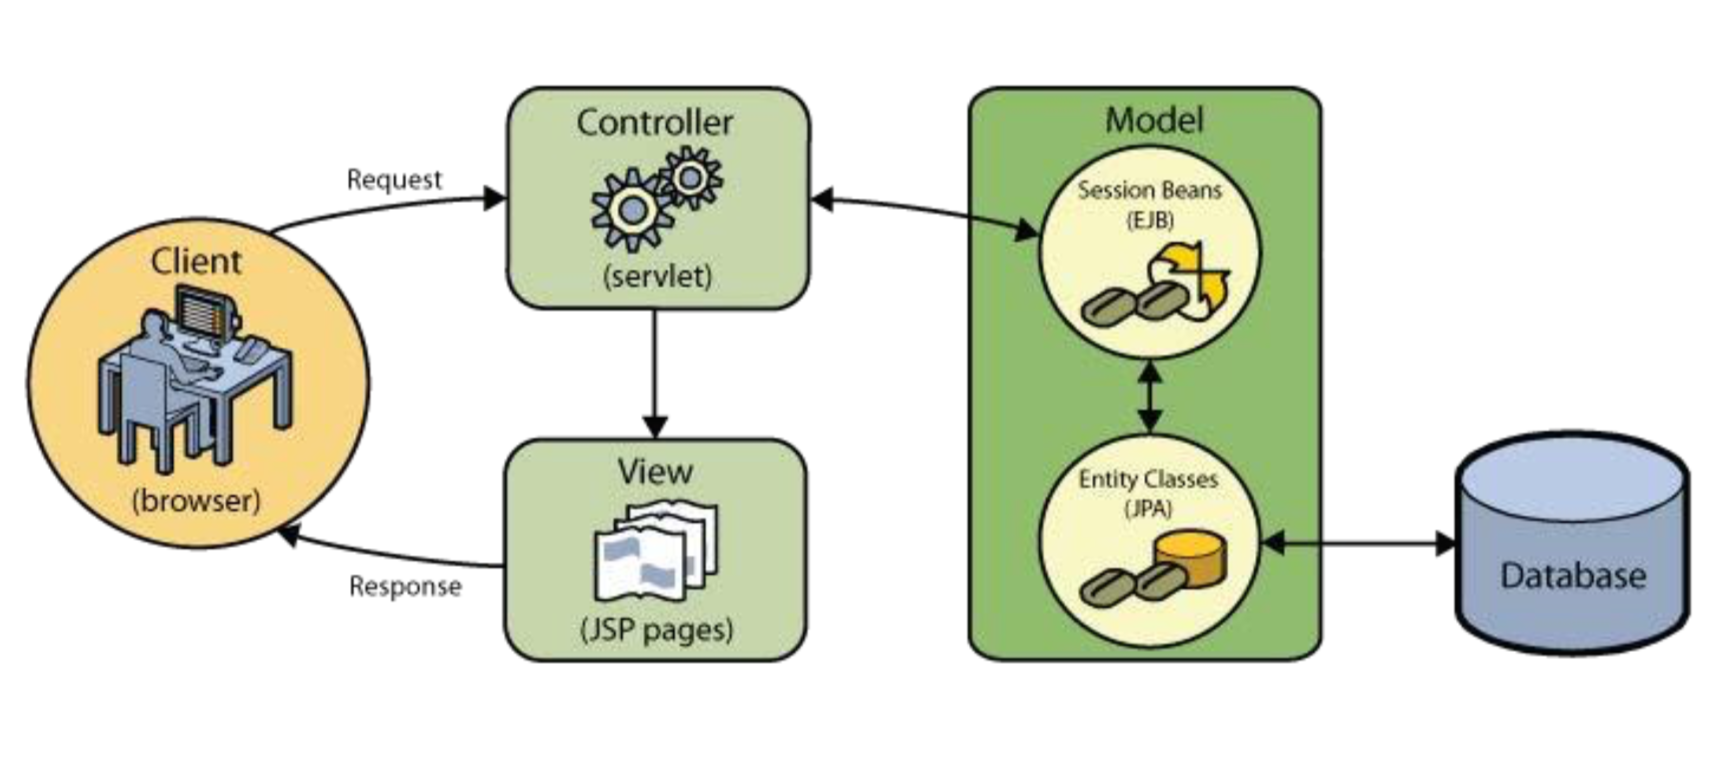 Client
(browser)
Request
Controller
(servlet)
View
(JSP pages)
Response
Model
Session Beans
(EJB)
Entity Classes
(JPA)
Database